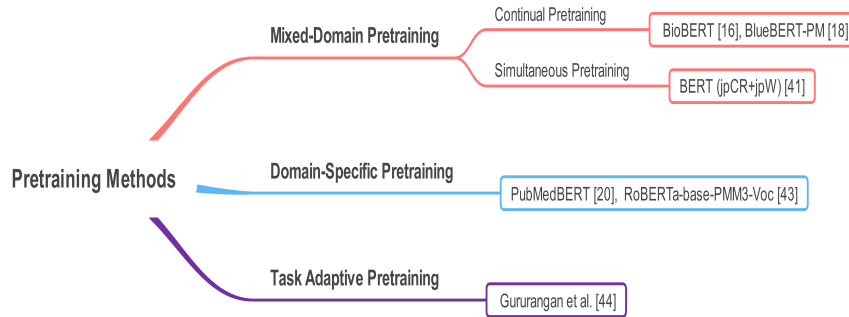 Pretraining Methods
Mixed-Domain Pretraining
Continual Pretraining
BioBERT [16], BlueBERT-PM [18]
Simultaneous Pretraining
BERT (jpCR+jpW) [41]
Domain-Specific Pretraining
PubMedBERT [20], RoBERTa-base-PMM3-Voc [43]
Task Adaptive Pretraining
Gururangan et al. [44]